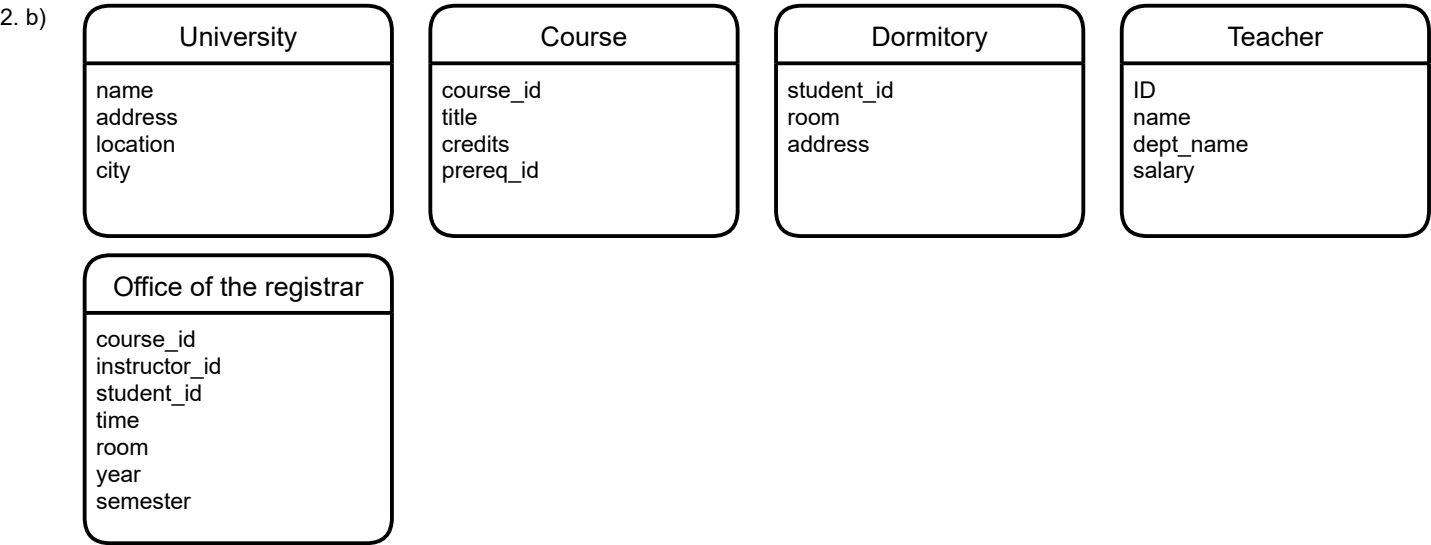 2. b)
University
name
address
location
city
Course
course_id
title
credits
prereq_id
Dormitory
student_id
room
address
Teacher
ID
name
dept_name
salary
Office of the registrar
course_id
instructor_id
student_id
time
room
year
semester